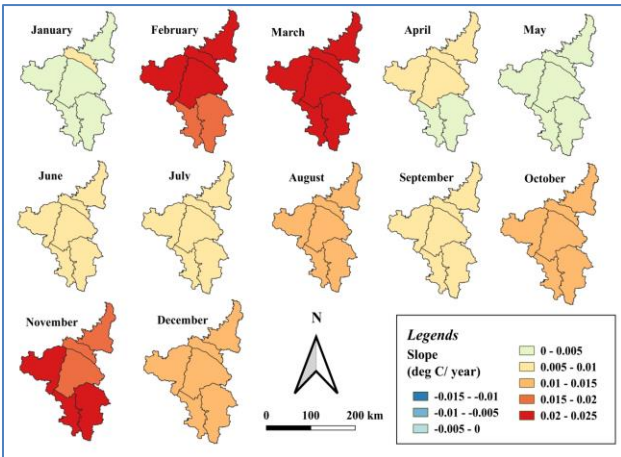 January
February
March
April
May
June
July
August
September
October
November
December
N
0 100 200 km
Legends
Slope
(deg C/ year)
-0.015 - -0.01
-0.01 - -0.005
-0.005 - 0
0 - 0.005
0.005 - 0.01
0.01 - 0.015
0.015 - 0.02
0.02 - 0.025